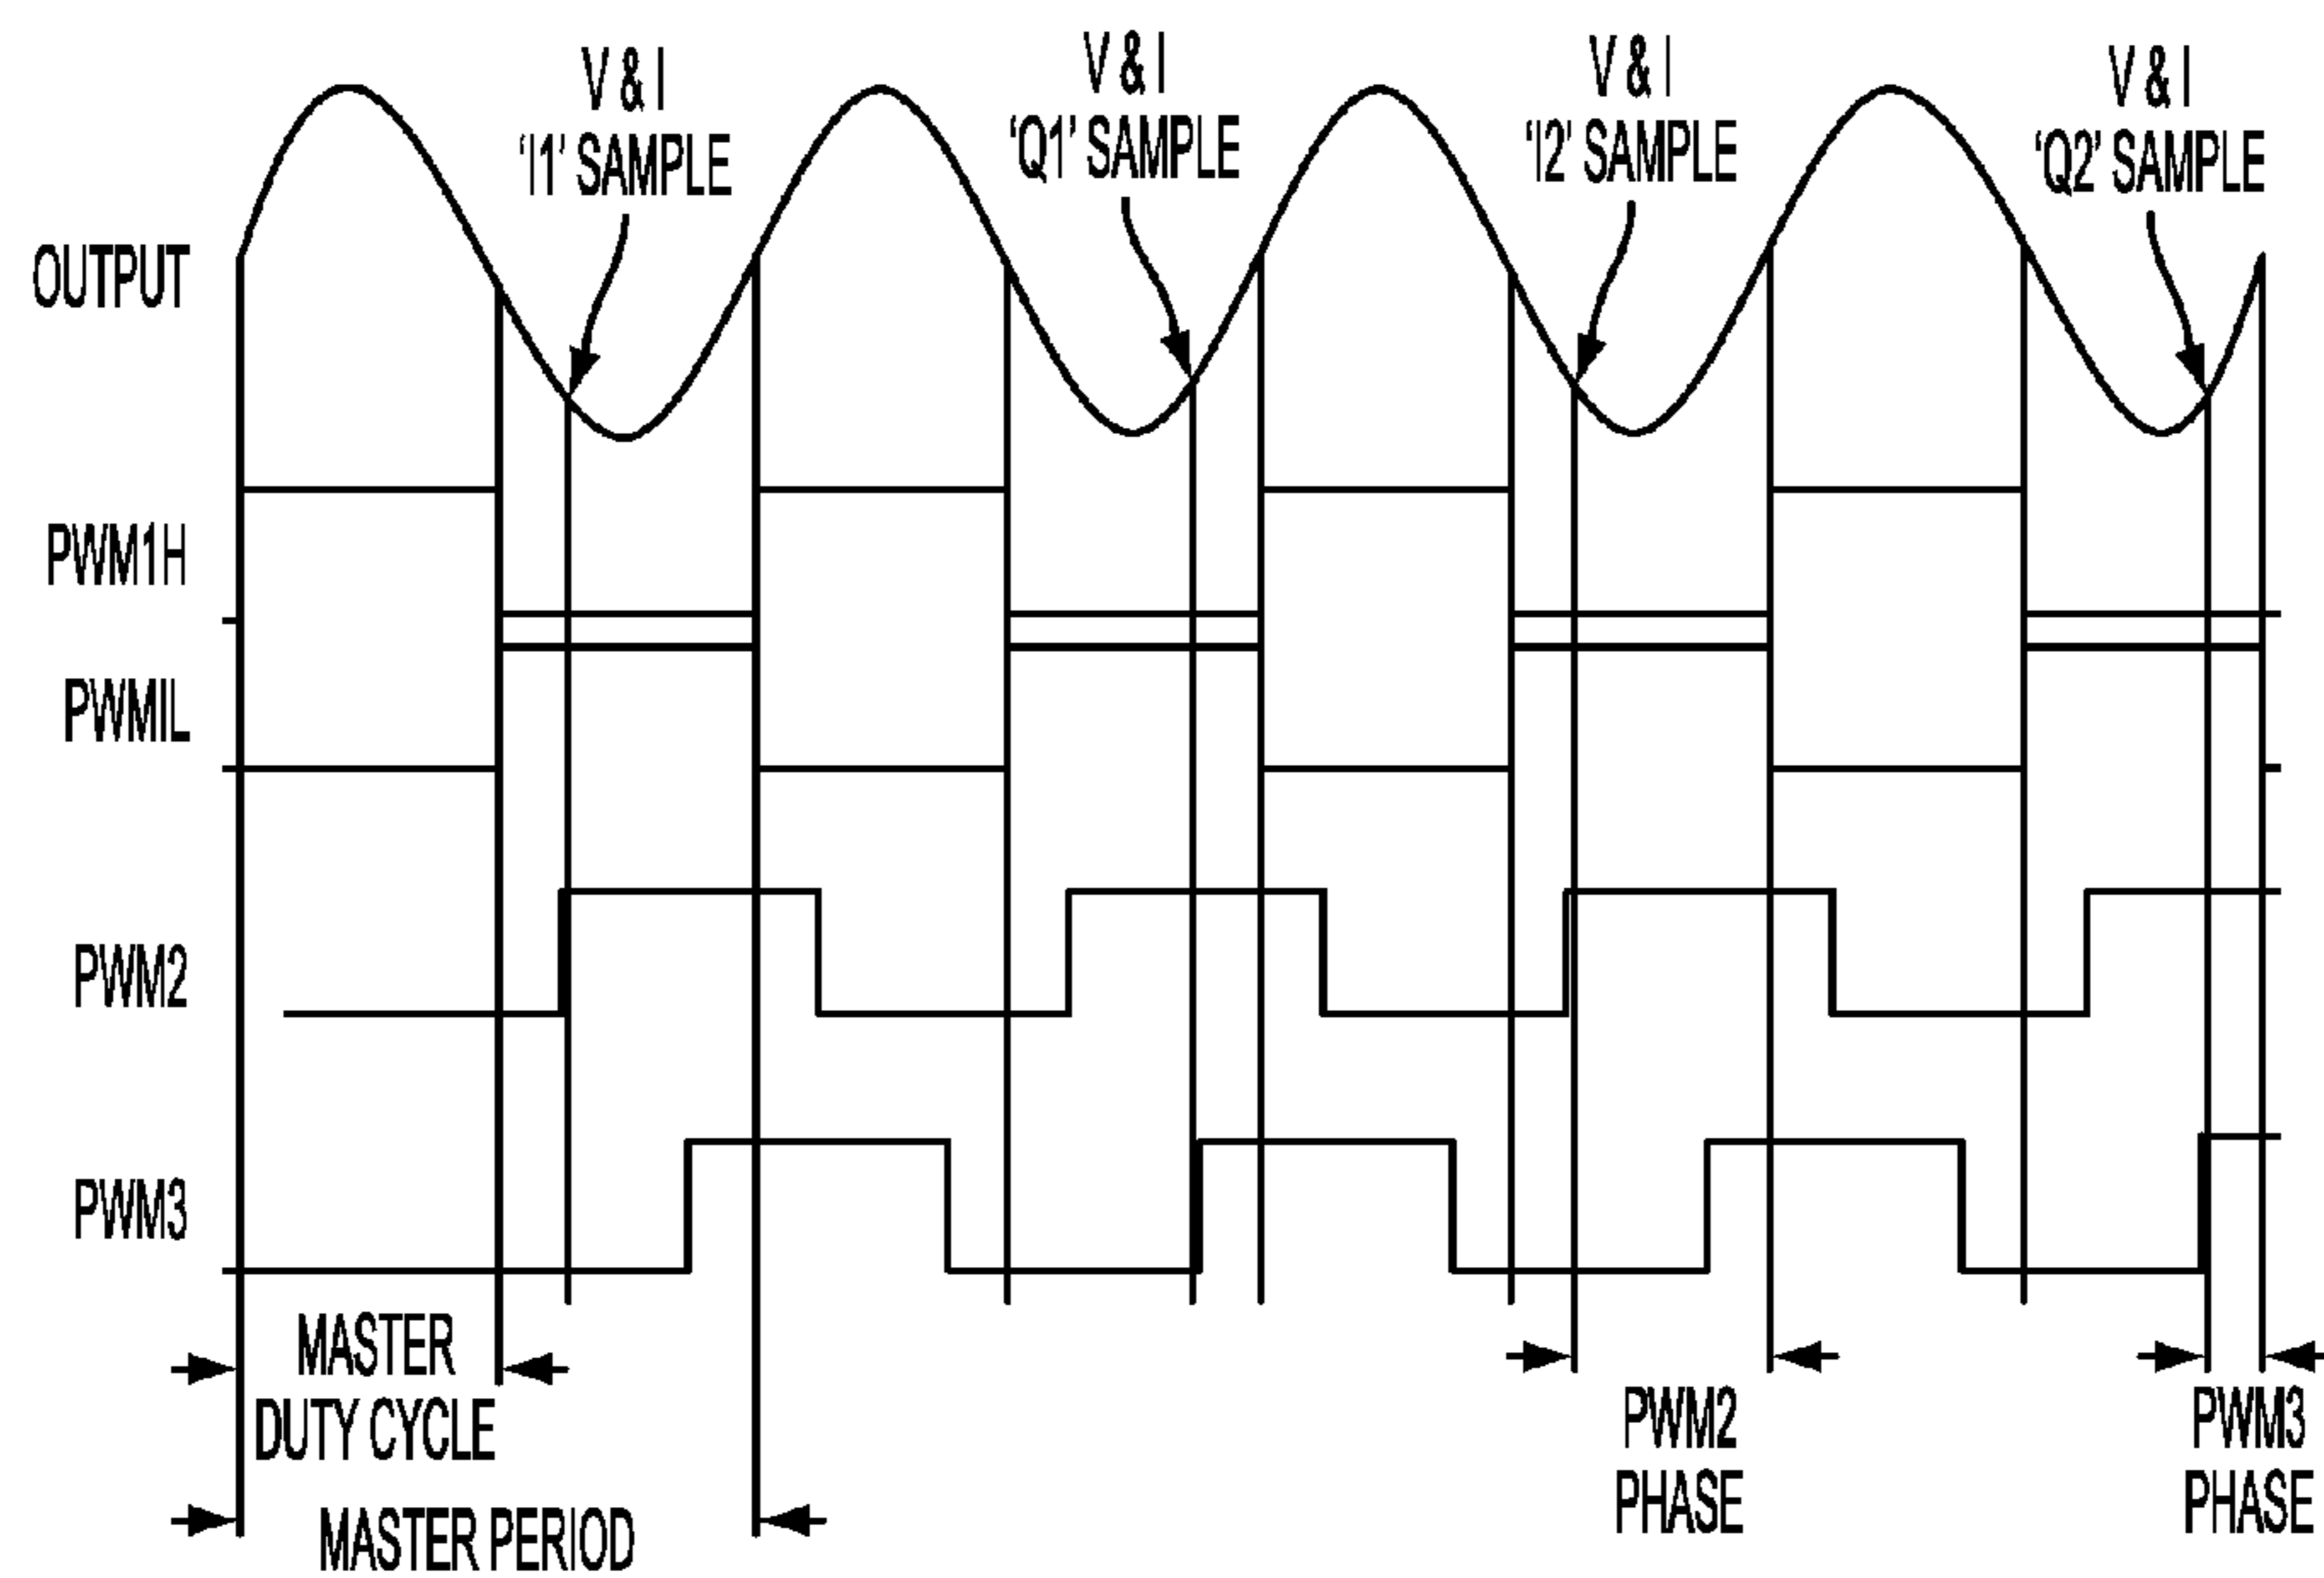 V & I
'I1' SAMPLE
V & I
'Q1' SAMPLE
V & I
'I2' SAMPLE
V & I
'Q2' SAMPLE
OUTPUT
PWM1H
PWMIL
PWM2
PWM3
MASTER
DUTY CYCLE
MASTER PERIOD
PWM2
PHASE
PWM3
PHASE